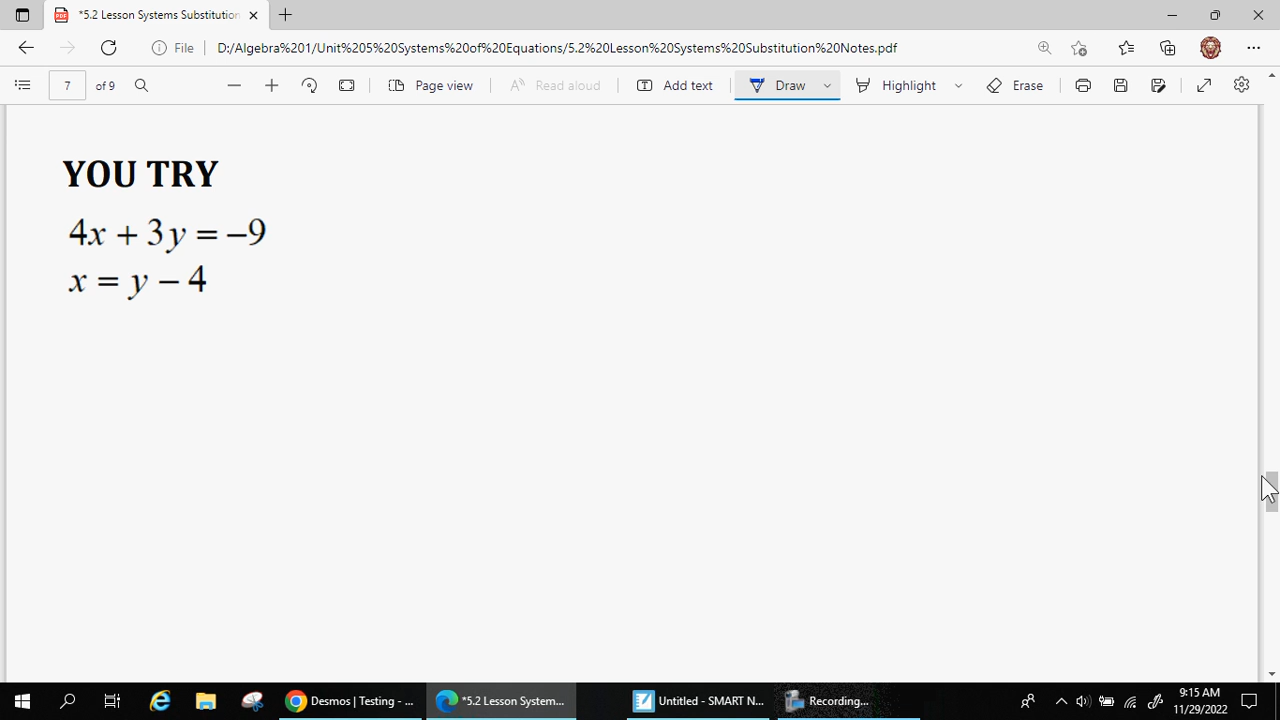 *5.2 Lesson Systems Substitution
File D:/Algebra%201/Unit%205%20Systems%20of%20Equations/5.2%20Lesson%20Systems%20Substitution%20Notes.pdf
7 of 9 Page view Read aloud Add text Draw Highlight Erase
YOU TRY
4x + 3y = −9
x = y − 4
Desmos | Testing - ... *5.2 Lesson System... Untitled - SMART N... Recording... 9:15 AM
11/29/2022